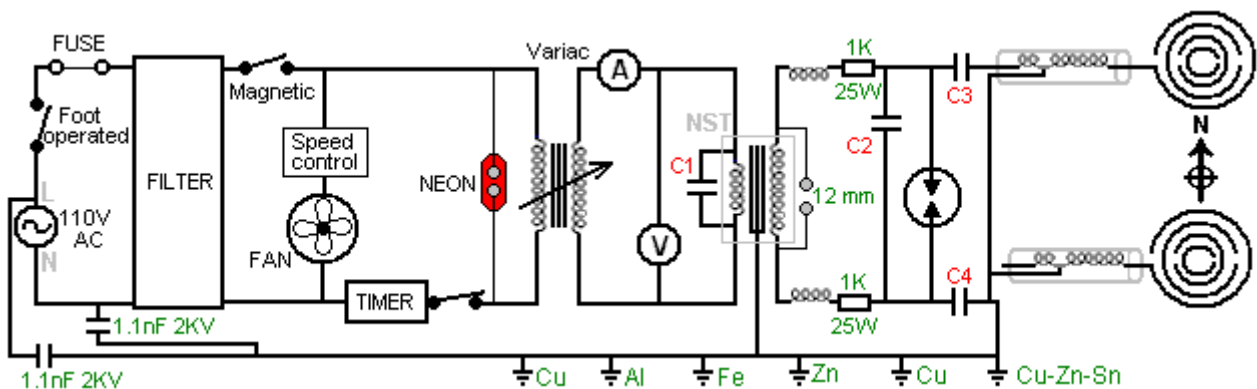 FUSE
Foot
operated
L
110V
AC
N
1.1nF 2KV
1.1nF 2KV
FILTER
Magnetic
Speed
control
FAN
TIMER
NEON
Variac
A
V
NST
C1
12 mm
1K
25W
C2
1K
25W
C3
C4
N
Cu
Al
Fe
Zn
Cu
Cu-Zn-Sn